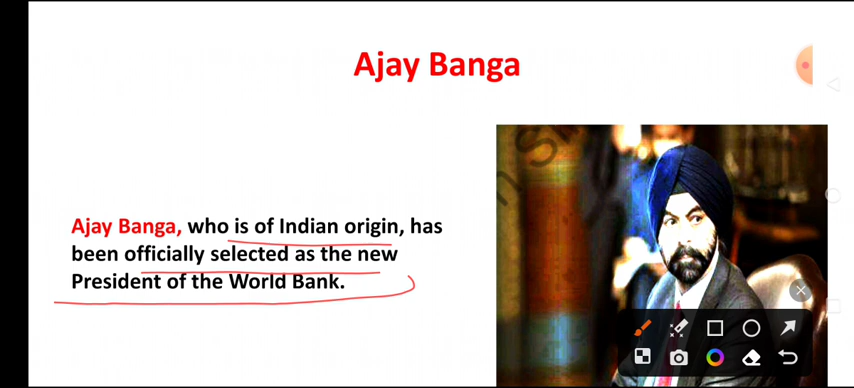 Ajay Banga
Ajay Banga, who is of Indian origin, has
been officially selected as the new
President of the World Bank.